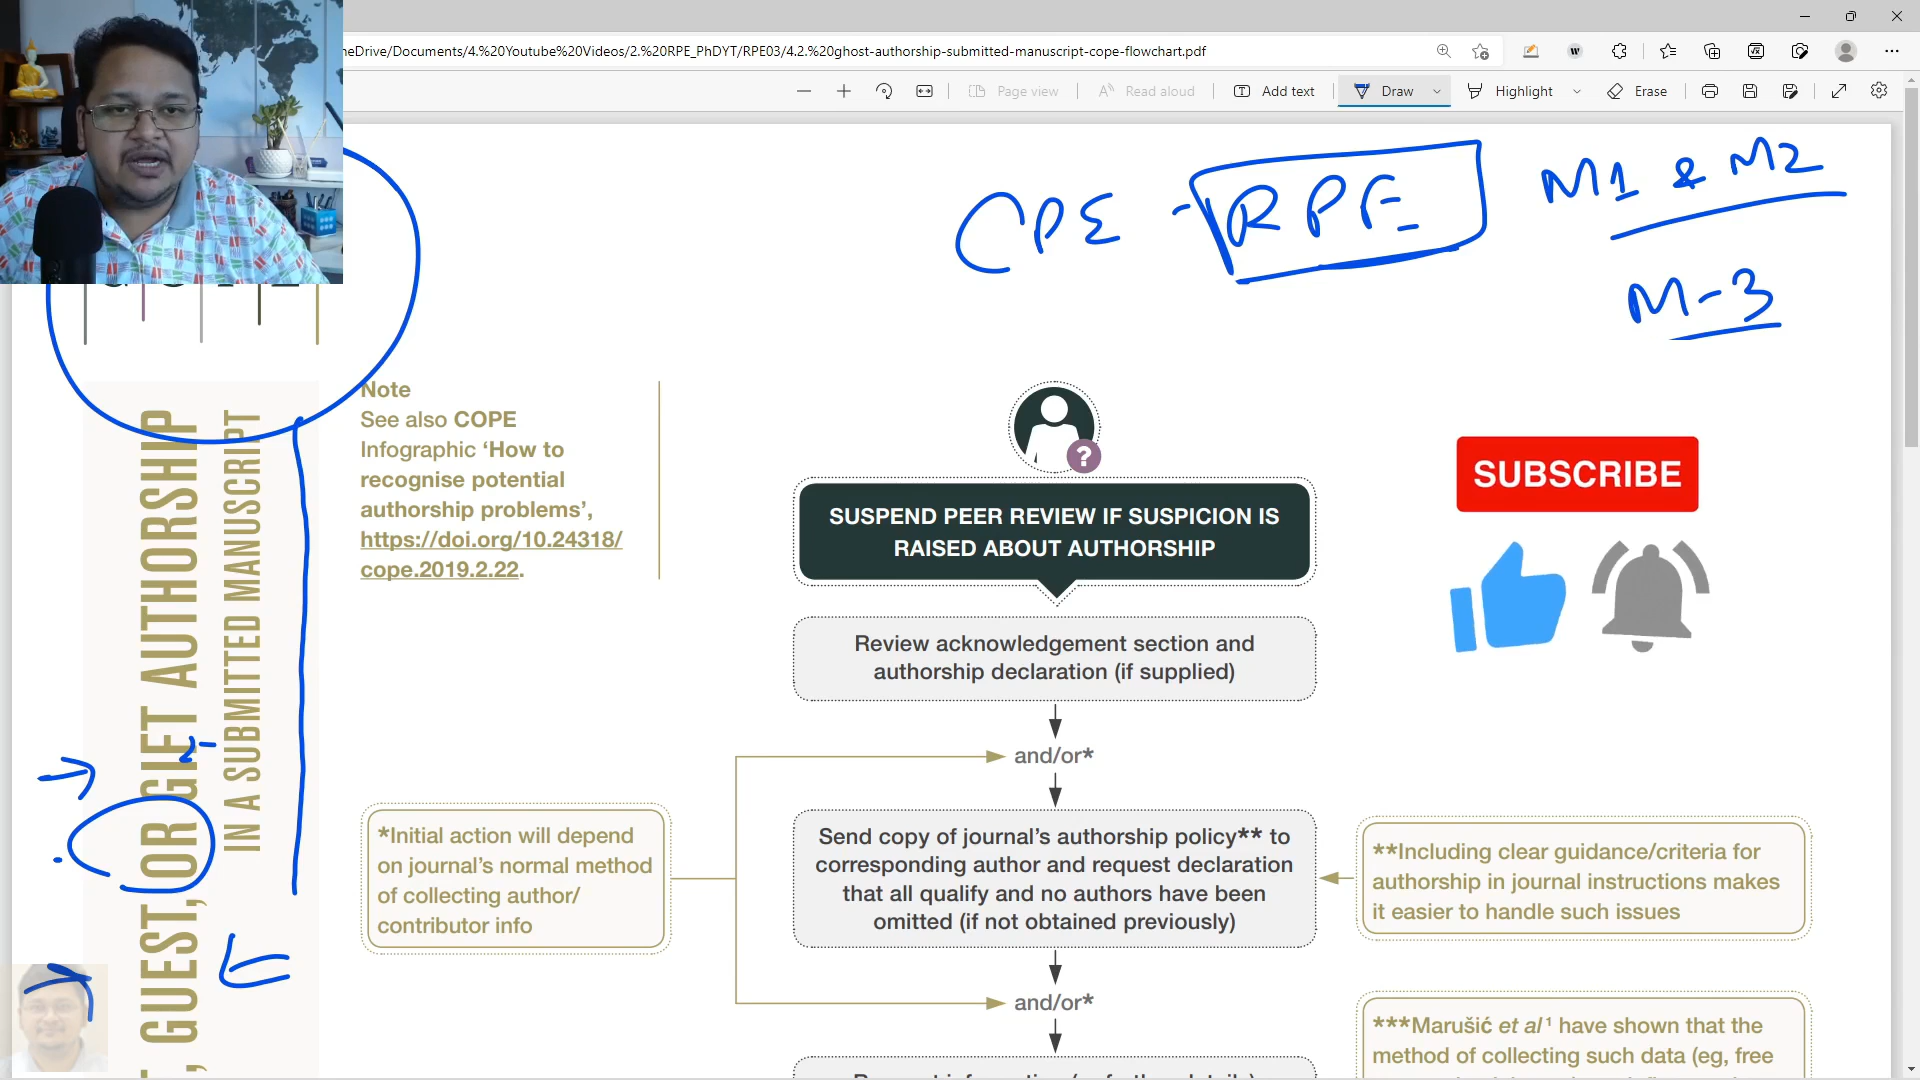 neDrive/Documents/4.%20Youtube%20Videos/2.%20RPE_PhDYT/RPE03/4.2.%20ghost-authorship-submitted-manuscript-cope-flowchart.pdf
Page view
Read aloud
Add text
Draw
Highlight
Erase
CPE - RPE
M1 & M2
M-3
, GUEST, OR GIFT AUTHORSHIP
IN A SUBMITTED MANUSCRIPT
Note
See also COPE
Infographic ‘How to
recognise potential
authorship problems’,
https://doi.org/10.24318/
cope.2019.2.22.
?
SUSPEND PEER REVIEW IF SUSPICION IS
RAISED ABOUT AUTHORSHIP
SUBSCRIBE
Review acknowledgement section and
authorship declaration (if supplied)
and/or*
*Initial action will depend
on journal’s normal method
of collecting author/
contributor info
Send copy of journal’s authorship policy** to
corresponding author and request declaration
that all qualify and no authors have been
omitted (if not obtained previously)
**Including clear guidance/criteria for
authorship in journal instructions makes
it easier to handle such issues
and/or*
***Marušić et al¹ have shown that the
method of collecting such data (eg, free